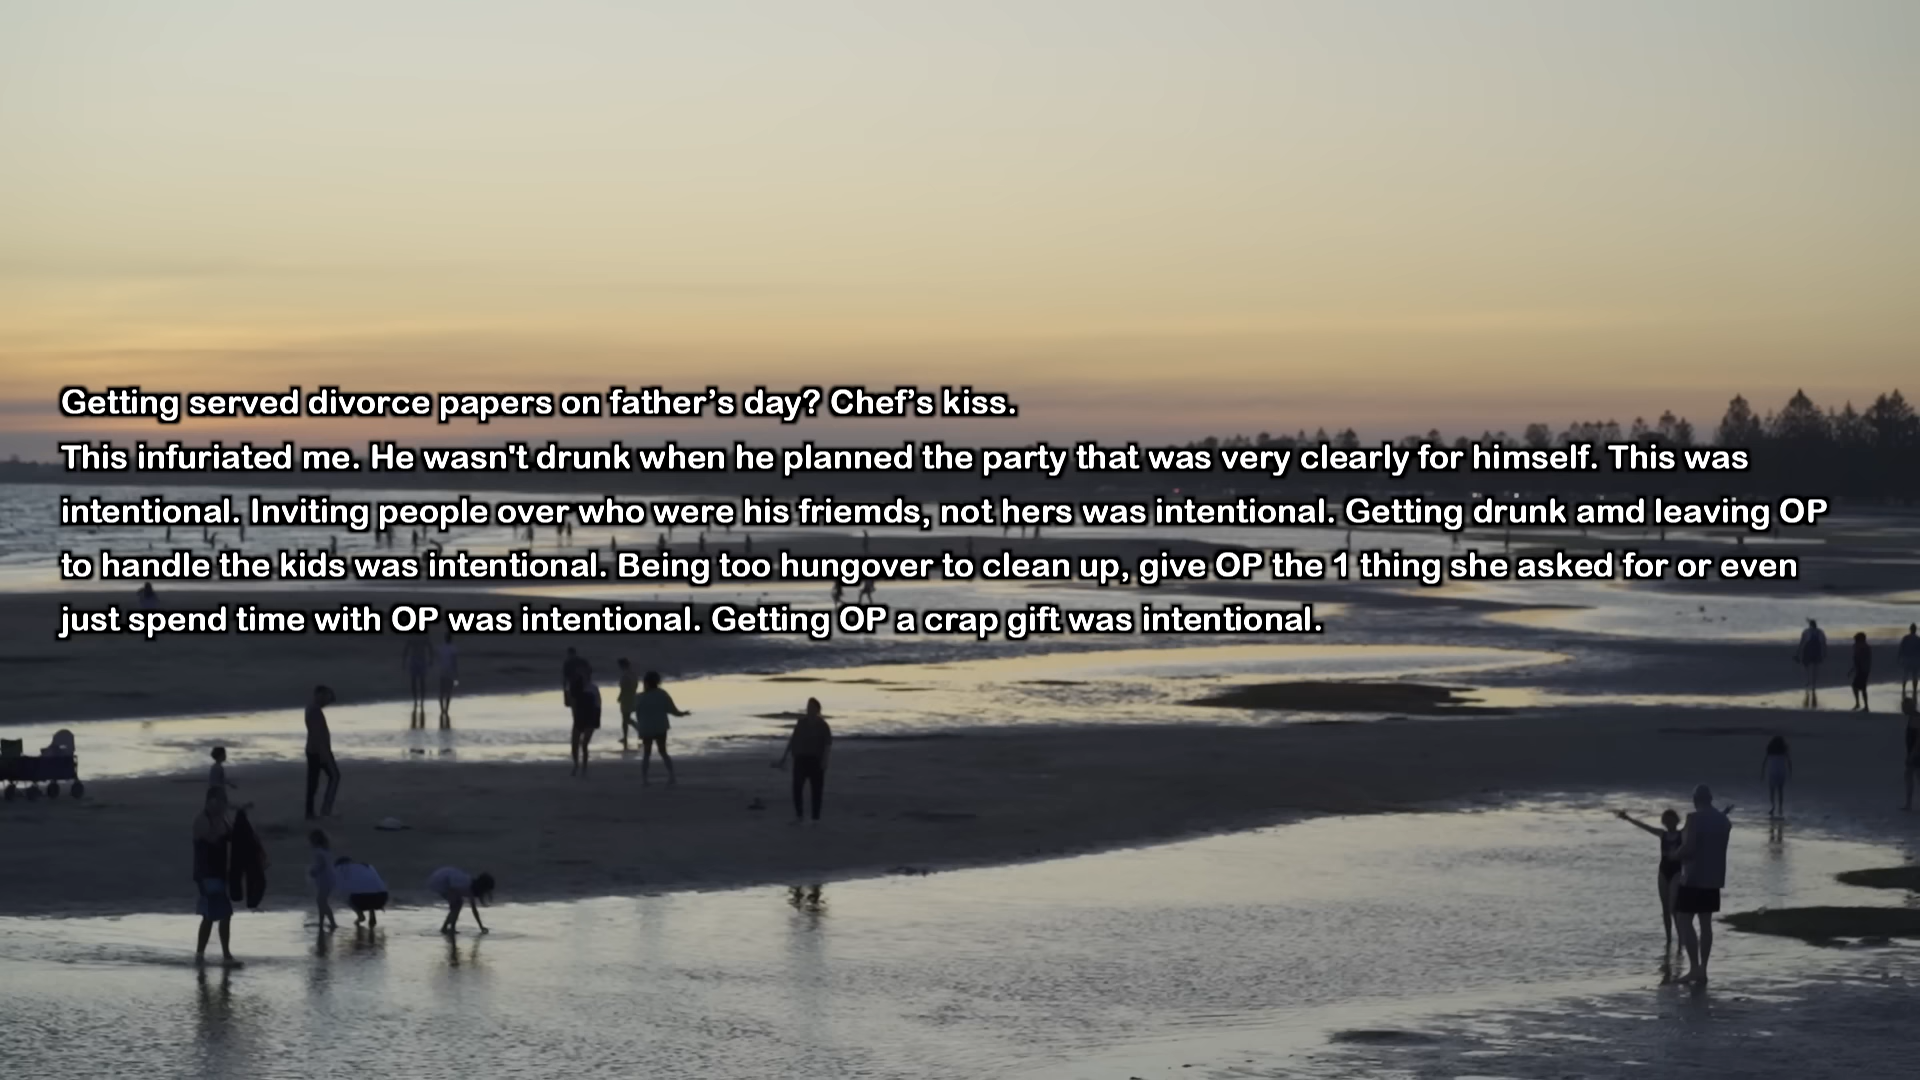 Getting served divorce papers on father’s day? Chef’s kiss.
This infuriated me. He wasn't drunk when he planned the party that was very clearly for himself. This was
intentional. Inviting people over who were his friemds, not hers was intentional. Getting drunk amd leaving OP
to handle the kids was intentional. Being too hungover to clean up, give OP the 1 thing she asked for or even
just spend time with OP was intentional. Getting OP a crap gift was intentional.